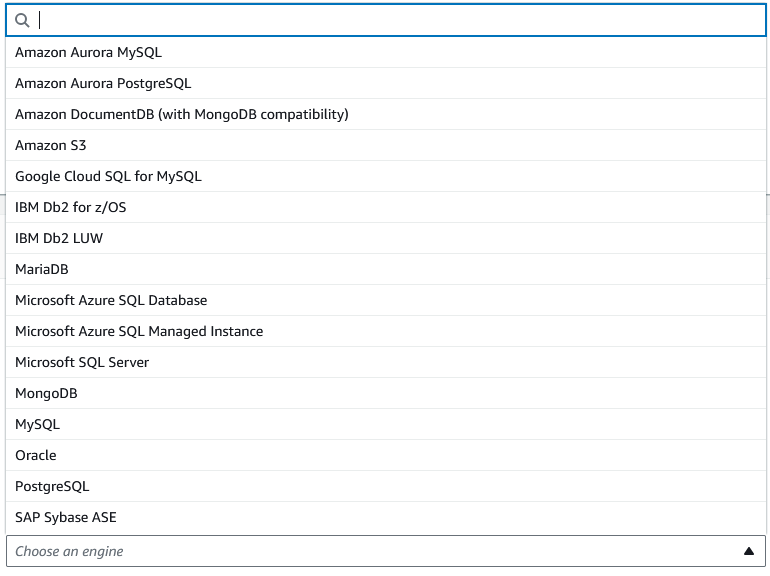 Amazon Aurora MySQL
Amazon Aurora PostgreSQL
Amazon DocumentDB (with MongoDB compatibility)
Amazon S3
Google Cloud SQL for MySQL
IBM Db2 for z/OS
IBM Db2 LUW
MariaDB
Microsoft Azure SQL Database
Microsoft Azure SQL Managed Instance
Microsoft SQL Server
MongoDB
MySQL
Oracle
PostgreSQL
SAP Sybase ASE
Choose an engine